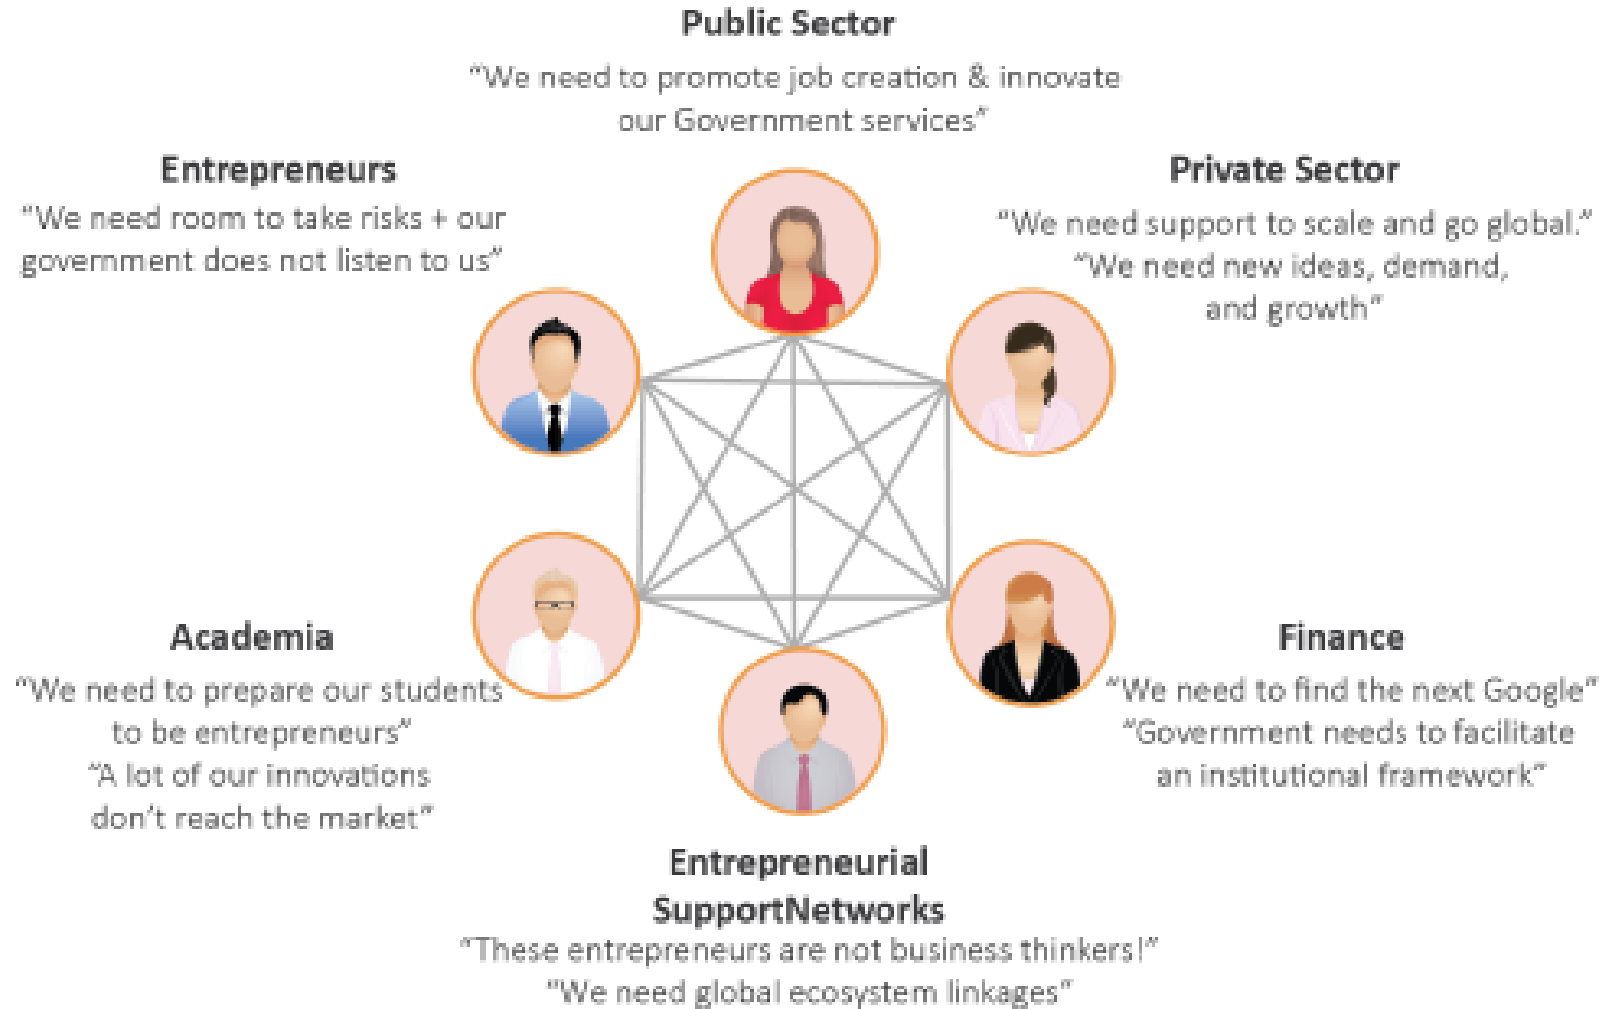 Public Sector
“We need to promote job creation & innovate
our Government services”
Entrepreneurs
“We need room to take risks + our
government does not listen to us”
Private Sector
“We need support to scale and go global.”
“We need new ideas, demand,
and growth”
Academia
“We need to prepare our students
to be entrepreneurs”
“A lot of our innovations
don’t reach the market”
Finance
“We need to find the next Google”
“Government needs to facilitate
an institutional framework”
Entrepreneurial
SupportNetworks
“These entrepreneurs are not business thinkers!”
“We need global ecosystem linkages”